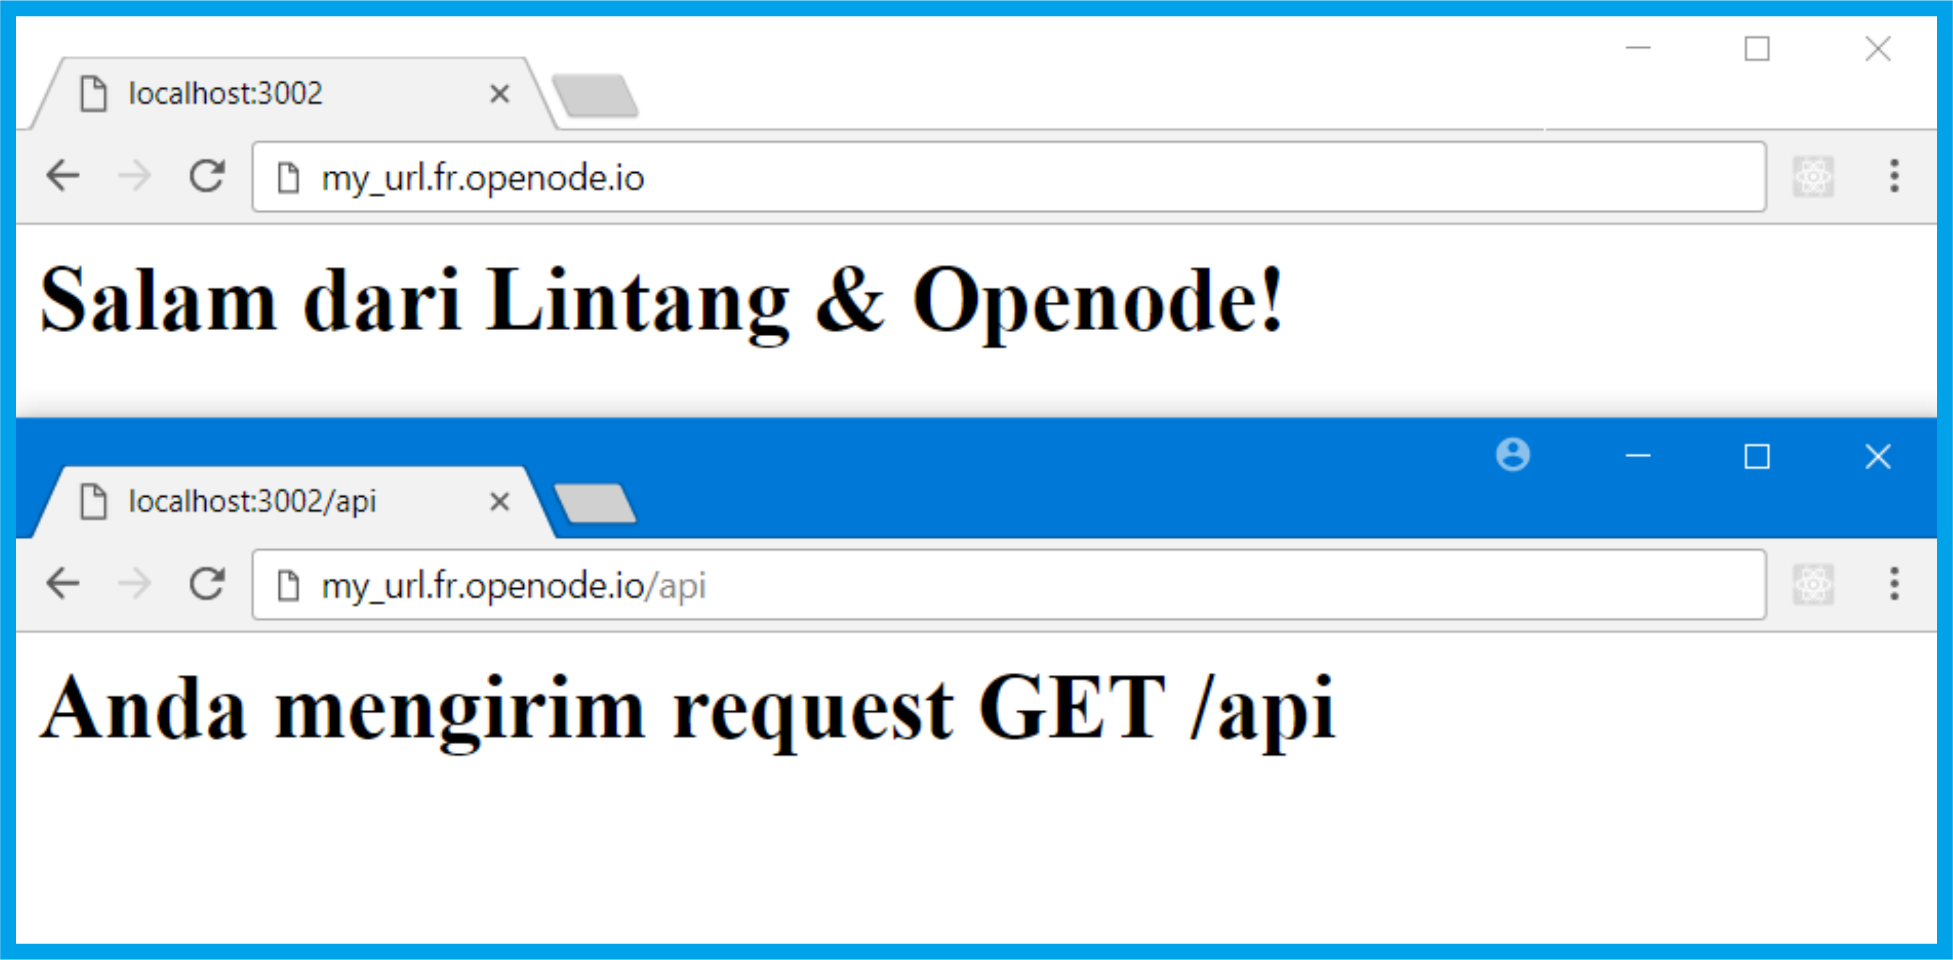 localhost:3002
my_url.fr.openode.io
Salam dari Lintang & Openode!
localhost:3002/api
my_url.fr.openode.io/api
Anda mengirim request GET /api